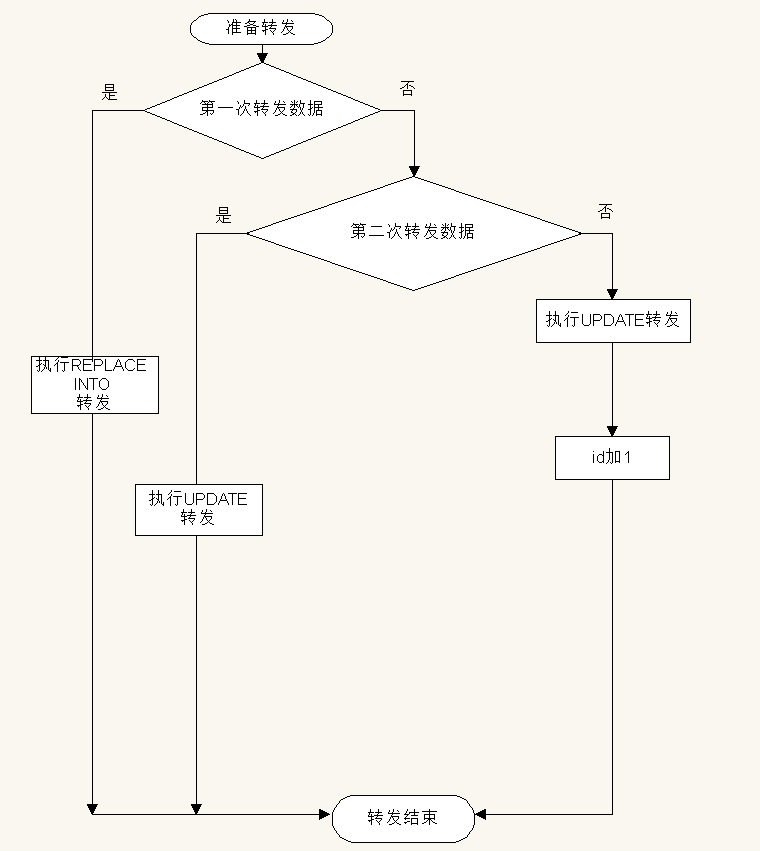 准备转发
是
否
第一次转发数据
是
否
第二次转发数据
执行UPDATE转发
执行REPLACE
INTO
转发
id加1
执行UPDATE
转发
转发结束